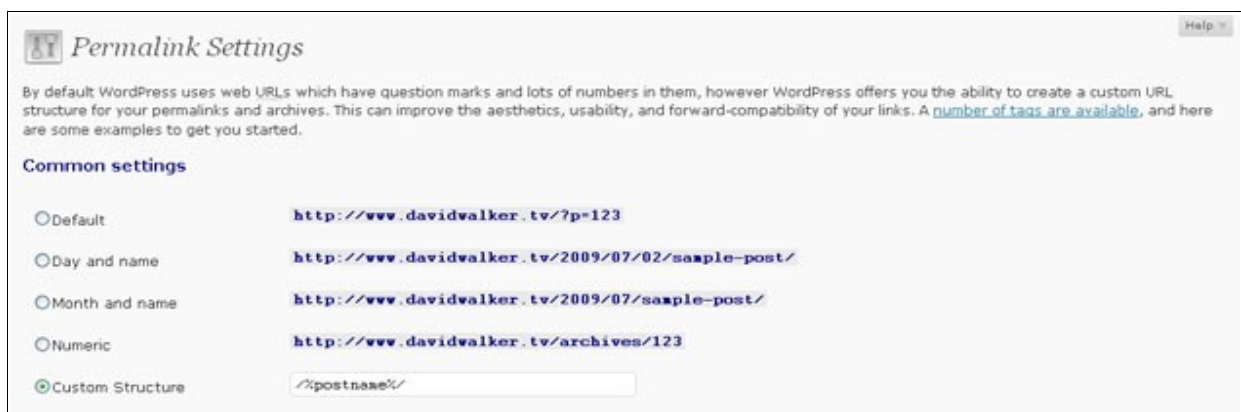 Help
Permalink Settings
By default WordPress uses web URLs which have question marks and lots of numbers in them, however WordPress offers you the ability to create a custom URL
structure for your permalinks and archives. This can improve the aesthetics, usability, and forward-compatibility of your links. A number of tags are available, and here
are some examples to get you started.
Common settings
Default http://www.davidwalker.tv/?p=123
Day and name http://www.davidwalker.tv/2009/07/02/sample-post/
Month and name http://www.davidwalker.tv/2009/07/sample-post/
Numeric http://www.davidwalker.tv/archives/123
Custom Structure /%postname%/